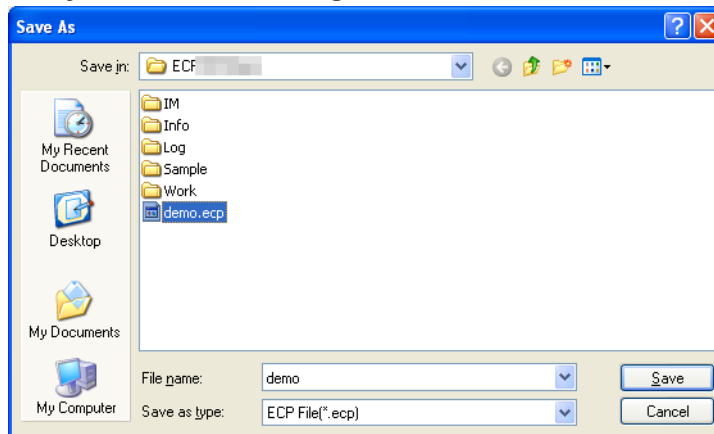 Save As
Save in:
ECP
IM
Info
Log
Sample
Work
demo.ecp
My Recent
Documents
Desktop
My Documents
My Computer
File name:
demo
Save
Save as type:
ECP File(*.ecp)
Cancel